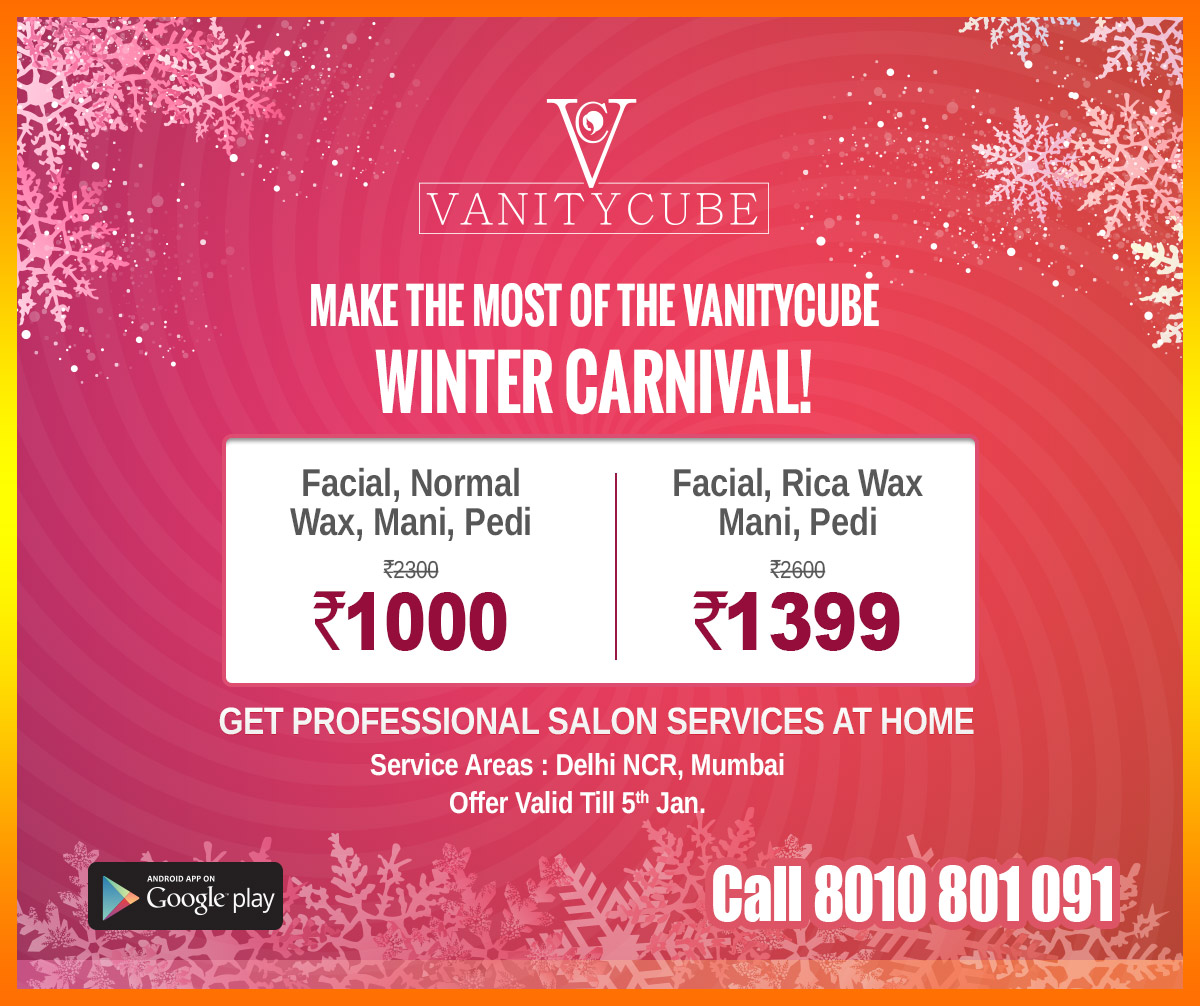 VC
VANITYCUBE
MAKE THE MOST OF THE VANITYCUBE
WINTER CARNIVAL!
Facial, Normal
Wax, Mani, Pedi
₹2300
₹1000
Facial, Rica Wax
Mani, Pedi
₹2600
₹1399
GET PROFESSIONAL SALON SERVICES AT HOME
Service Areas : Delhi NCR, Mumbai
Offer Valid Till 5th Jan.
ANDROID APP ON
Google play
Call 8010 801 091